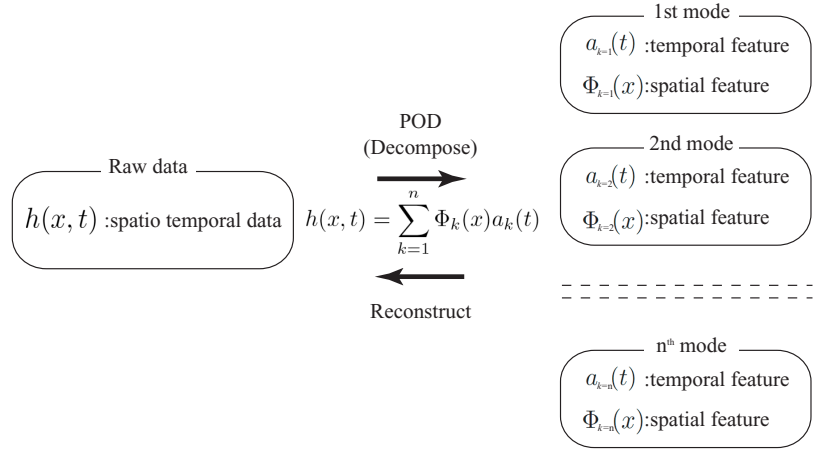 Raw data
h(x, t) :spatio temporal data
POD
(Decompose)
h(x, t) = \sum_{k=1}^{n} Φ_k(x)a_k(t)
Reconstruct
1st mode
a_{k=1}(t) :temporal feature
Φ_{k=1}(x):spatial feature
2nd mode
a_{k=2}(t) :temporal feature
Φ_{k=2}(x):spatial feature
n^{th} mode
a_{k=n}(t) :temporal feature
Φ_{k=n}(x):spatial feature